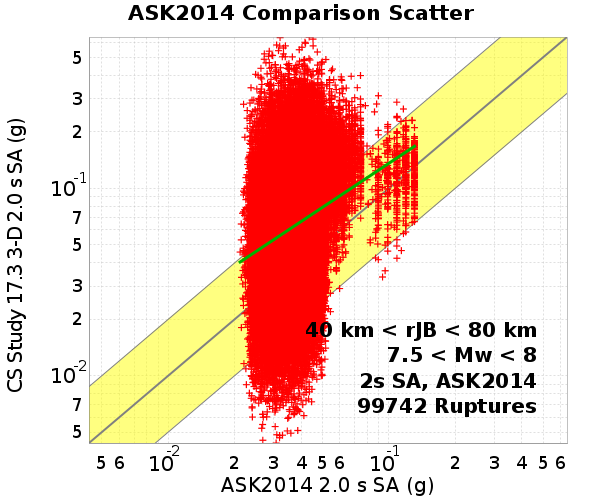 ASK2014 Comparison Scatter
CS Study 17.3 3-D 2.0 s SA (g)
5
3
2
10-1
7
5
3
2
10-2
7
5
40 km < rJB < 80 km
7.5 < Mw < 8
2s SA, ASK2014
99742 Ruptures
5 6 10-2 2 3 4 5 6 10-1 2 3 4 5 6
ASK2014 2.0 s SA (g)